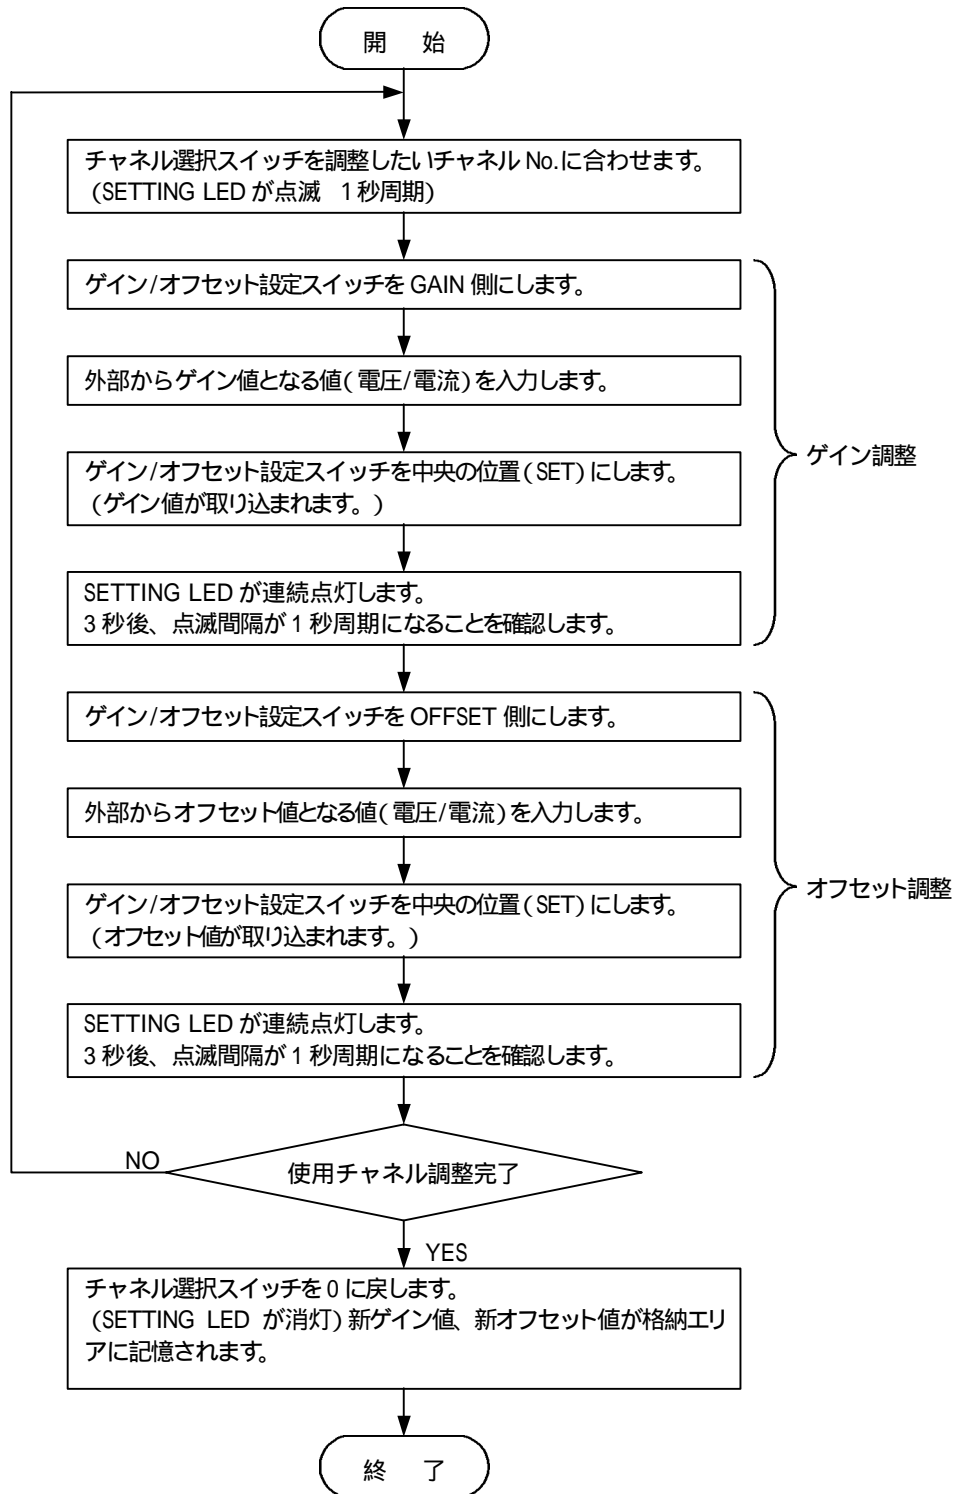 開 始
チャネル選択スイッチを調整したいチャネル No.に合わせます。
(SETTING LED が点滅 1秒周期)
ゲイン/オフセット設定スイッチを GAIN 側にします。
外部からゲイン値となる値(電圧/電流)を入力します。
ゲイン/オフセット設定スイッチを中央の位置(SET)にします。
(ゲイン値が取り込まれます。)
SETTING LED が連続点灯します。
3 秒後、点滅間隔が 1 秒周期になることを確認します。
ゲイン調整
ゲイン/オフセット設定スイッチを OFFSET 側にします。
外部からオフセット値となる値(電圧/電流)を入力します。
ゲイン/オフセット設定スイッチを中央の位置(SET)にします。
(オフセット値が取り込まれます。)
SETTING LED が連続点灯します。
3 秒後、点滅間隔が 1 秒周期になることを確認します。
オフセット調整
NO
使用チャネル調整完了
YES
チャネル選択スイッチを 0 に戻します。
(SETTING LED が消灯)新ゲイン値、新オフセット値が格納エリ
アに記憶されます。
終 了